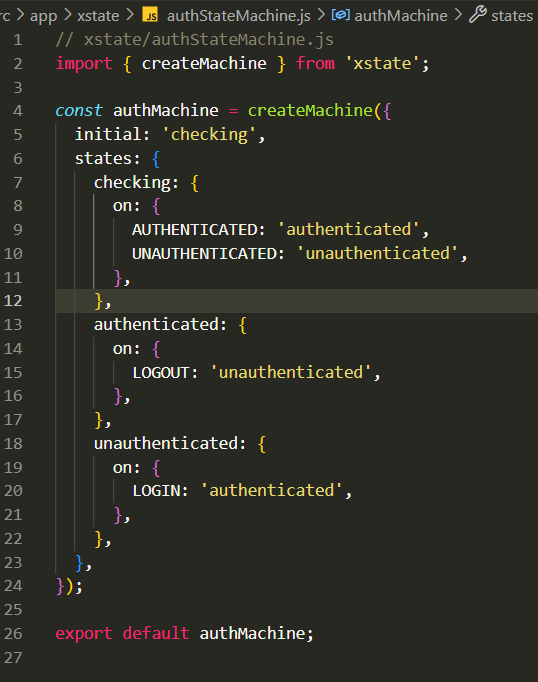 rc > app > xstate > JS authStateMachine.js > authMachine > states
1 // xstate/authStateMachine.js
2 import { createMachine } from 'xstate';
3
4 const authMachine = createMachine({
5   initial: 'checking',
6   states: {
7     checking: {
8       on: {
9         AUTHENTICATED: 'authenticated',
10         UNAUTHENTICATED: 'unauthenticated',
11       },
12     },
13     authenticated: {
14       on: {
15         LOGOUT: 'unauthenticated',
16       },
17     },
18     unauthenticated: {
19       on: {
20         LOGIN: 'authenticated',
21       },
22     },
23   },
24 });
25
26 export default authMachine;
27